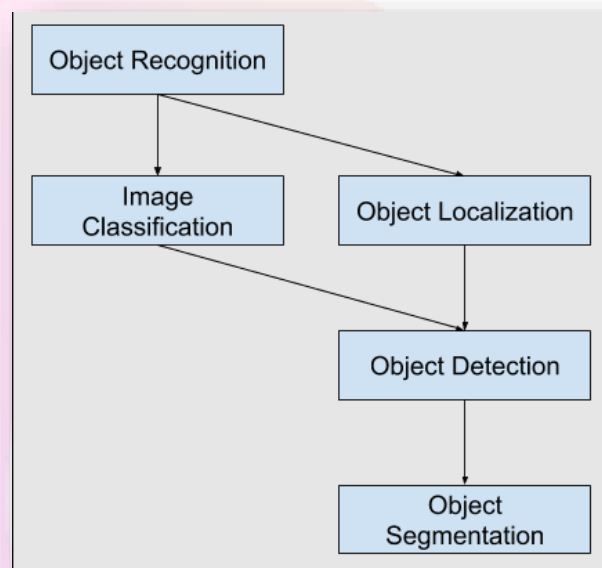 Object Recognition
Image
Classification
Object Localization
Object Detection
Object
Segmentation